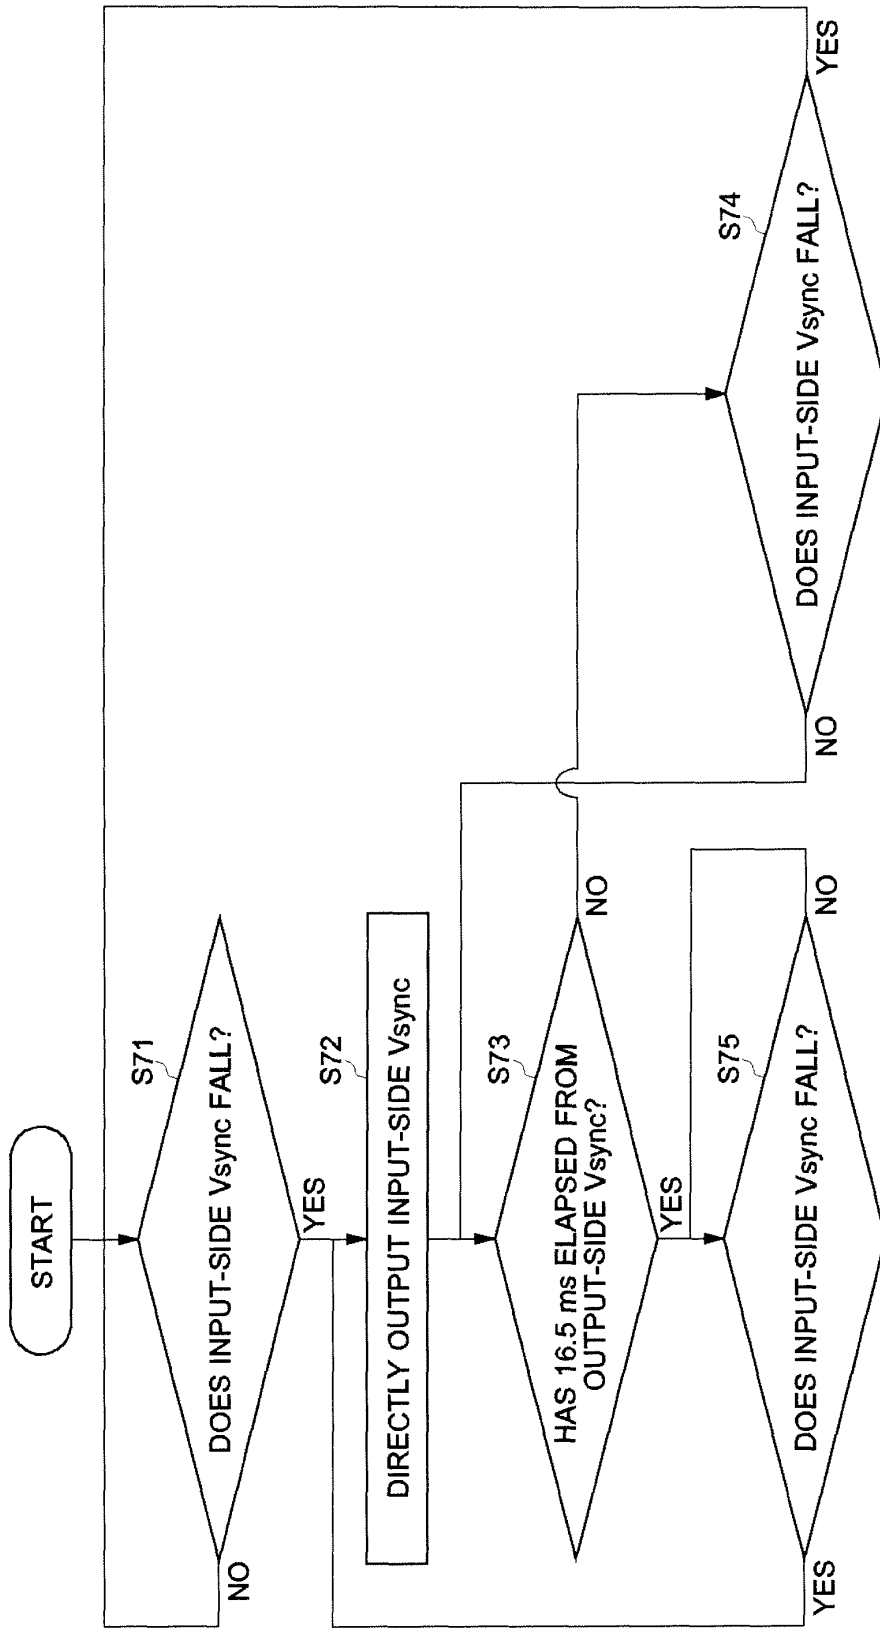 START
S71
DOES INPUT-SIDE Vsync FALL?
NO
YES
S72
DIRECTLY OUTPUT INPUT-SIDE Vsync
S73
HAS 16.5 ms ELAPSED FROM
OUTPUT-SIDE Vsync?
NO
YES
S75
DOES INPUT-SIDE Vsync FALL?
YES
NO
S74
DOES INPUT-SIDE Vsync FALL?
NO
YES